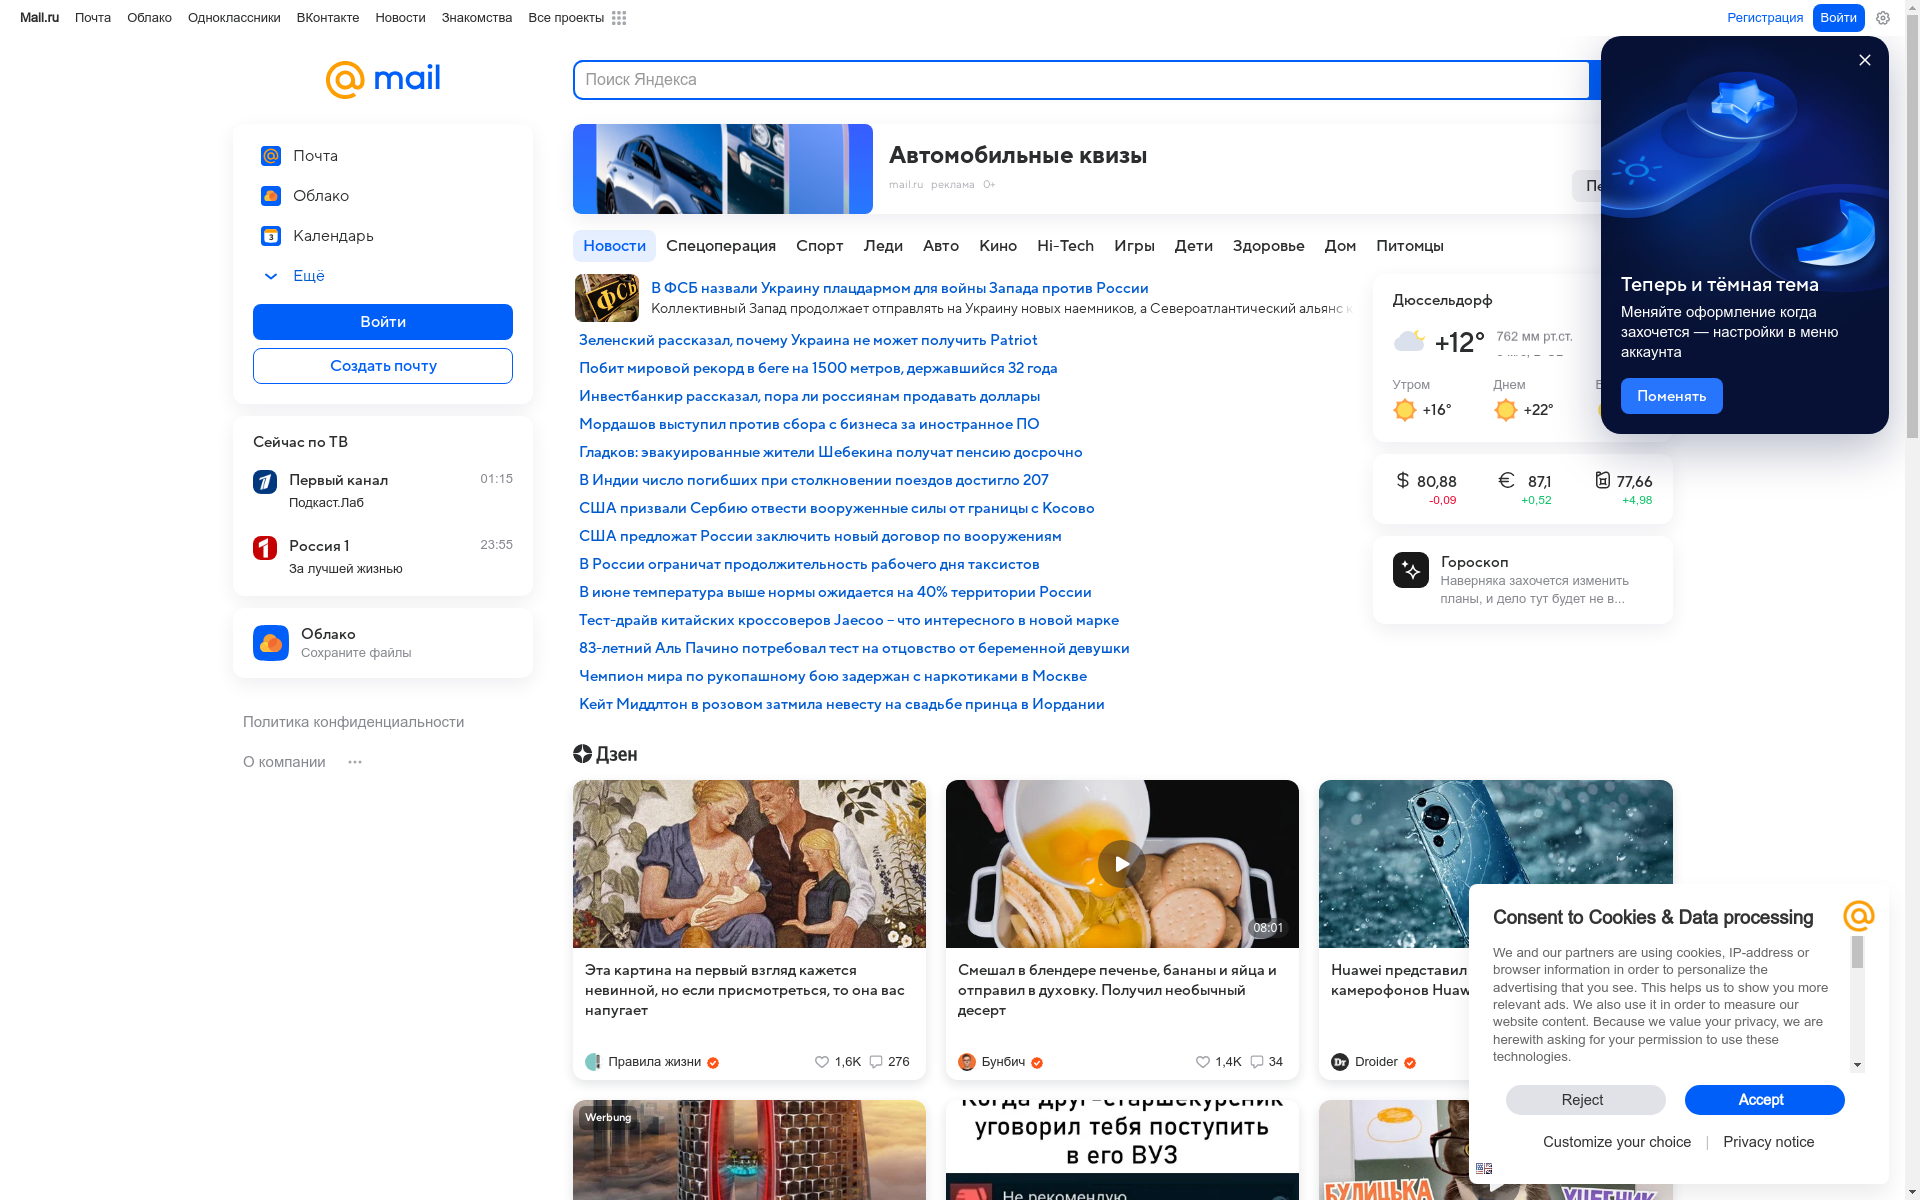 Mail.ru Почта Облако Одноклассники ВКонтакте Новости Знакомства Все проекты
Регистрация Войти
mail
Поиск Яндекса
Почта
Облако
3 Календарь
Ещё
Войти
Создать почту
Сейчас по ТВ
Первый канал 01:15
Подкаст.Лаб
Россия 1 23:55
За лучшей жизнью
Облако
Сохраните файлы
Политика конфиденциальности
О компании
Автомобильные квизы
mail.ru реклама 0+
Новости Спецоперация Спорт Леди Авто Кино Hi-Tech Игры Дети Здоровье Дом Питомцы
ФСБ
В ФСБ назвали Украину плацдармом для войны Запада против России
Коллективный Запад продолжает отправлять на Украину новых наемников, а Североатлантический альянс
Зеленский рассказал, почему Украина не может получить Patriot
Побит мировой рекорд в беге на 1500 метров, державшийся 32 года
Инвестбанкир рассказал, пора ли россиянам продавать доллары
Мордашов выступил против сбора с бизнеса за иностранное ПО
Гладков: эвакуированные жители Шебекина получат пенсию досрочно
В Индии число погибших при столкновении поездов достигло 207
США призвали Сербию отвести вооруженные силы от границы с Косово
США предложат России заключить новый договор по вооружениям
В России ограничат продолжительность рабочего дня таксистов
В июне температура выше нормы ожидается на 40% территории России
Тест-драйв китайских кроссоверов Jaecoo – что интересного в новой марке
83-летний Аль Пачино потребовал тест на отцовство от беременной девушки
Чемпион мира по рукопашному бою задержан с наркотиками в Москве
Кейт Миддлтон в розовом затмила невесту на свадьбе принца в Иордании
Дюссельдорф
+12° 762 мм рт.ст.
Утром Днем
+16° +22°
$ 80,88 € 87,1 77,66
-0,09 +0,52 +4,98
Гороскоп
Наверняка захочется изменить
планы, и дело тут будет не в...
Теперь и тёмная тема
Меняйте оформление когда
захочется — настройки в меню
аккаунта
Поменять
Дзен
08:01
Эта картина на первый взгляд кажется
невинной, но если присмотреться, то она вас
напугает
Правила жизни 1,6K 276
Смешал в блендере печенье, бананы и яйца и
отправил в духовку. Получил необычный
десерт
Бунбич 1,4K 34
Huawei представил
камерофонов
Dr Droider
Werbung
Когда друг-старшекурсник
уговорил тебя поступить
в его ВУЗ
Не рекомендую
БУЛИЦЬКА
УЧЕБНИК
Consent to Cookies & Data processing
We and our partners are using cookies, IP-address or
browser information in order to personalize the
advertising that you see. This helps us to show you more
relevant ads. We also use it in order to measure our
website content. Because we value your privacy, we are
herewith asking for your permission to use these
technologies.
Reject Accept
Customize your choice | Privacy notice